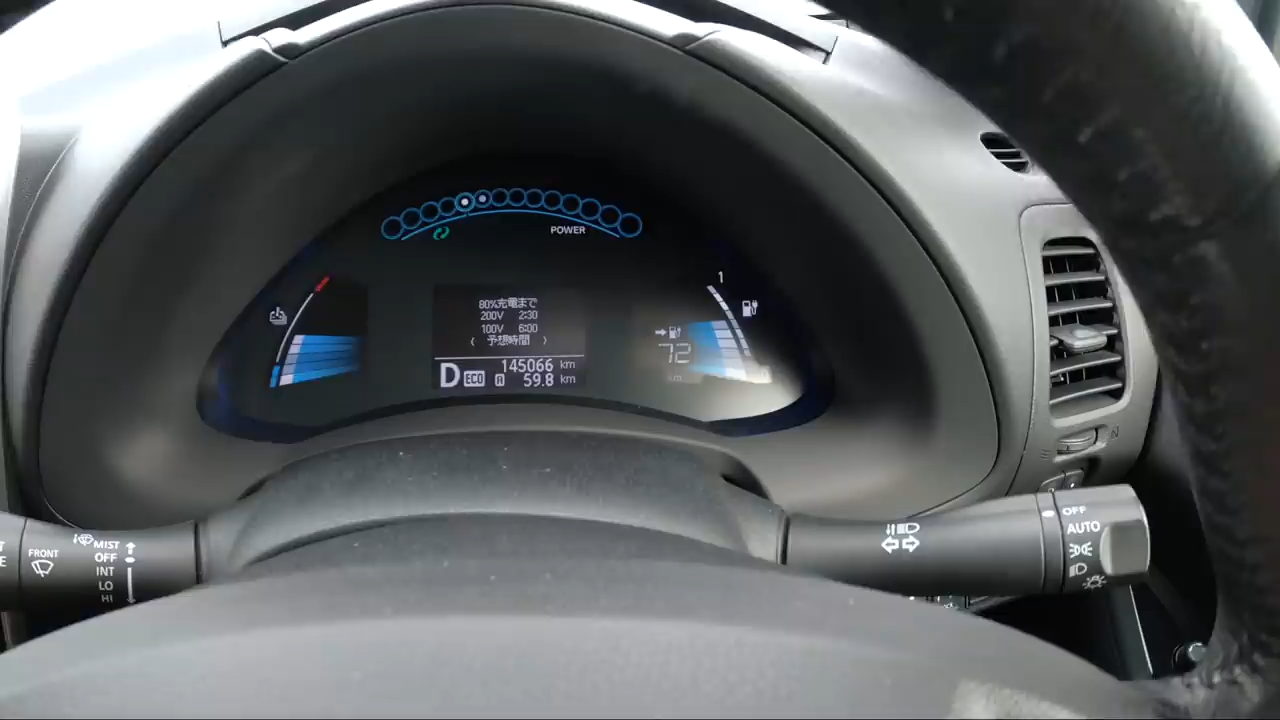 POWER
1
80%充電まで
200V 2:30
100V 6:00
〈 予想時間 〉
72
km
145066 km
D ECO 59.8 km
FRONT
MIST
OFF
INT
LO
HI
OFF
AUTO